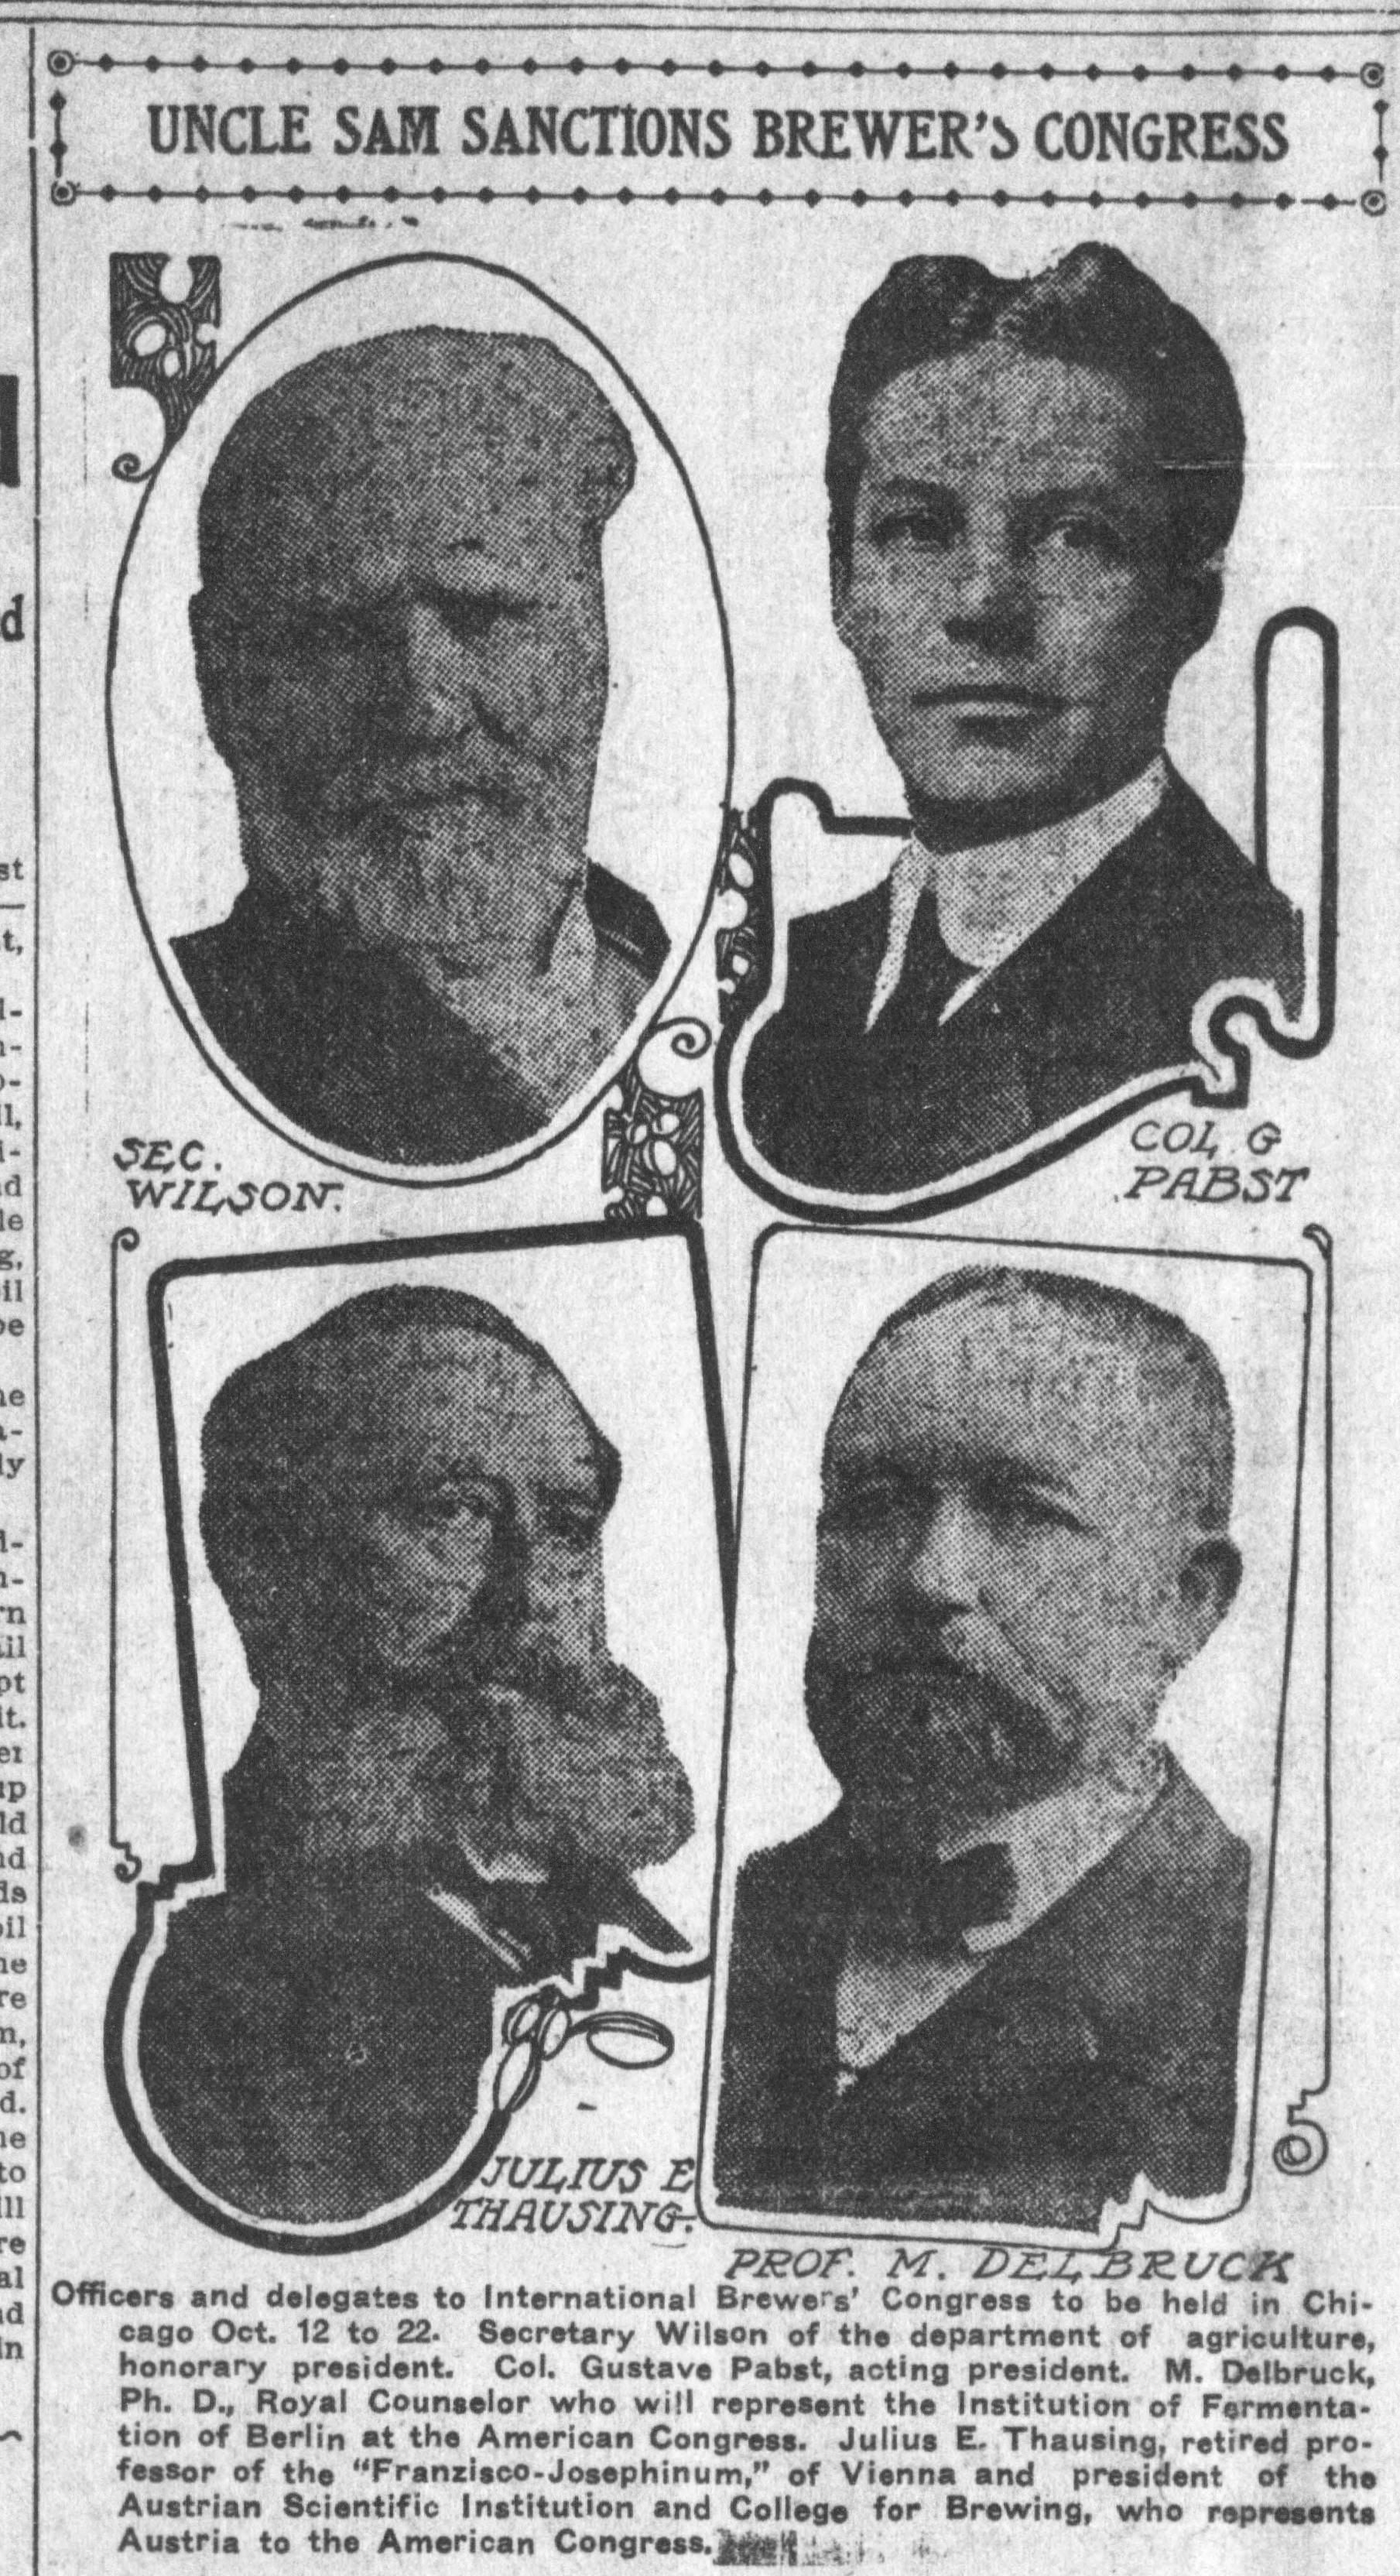 UNCLE SAM SANCTIONS BREWER'S CONGRESS
SEC.
WILSON.
COL. G
PABST
JULIUS E
THAUSING.
PROF. M. DELBRUCK
Officers and delegates to International Brewers' Congress to be held in Chi-
cago Oct. 12 to 22. Secretary Wilson of the department of agriculture,
honorary president. Col. Gustave Pabst, acting president. M. Delbruck,
Ph. D., Royal Counselor who will represent the Institution of Fermenta-
tion of Berlin at the American Congress. Julius E. Thausing, retired pro-
fessor of the "Franzisco-Josephinum," of Vienna and president of the
Austrian Scientific Institution and College for Brewing, who represents
Austria to the American Congress.